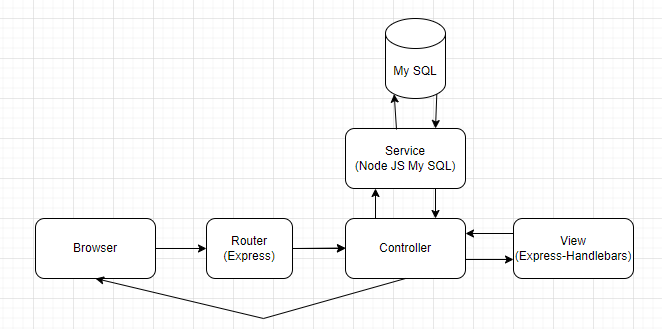 My SQL
Service
(Node JS My SQL)
Browser
Router
(Express)
Controller
View
(Express-Handlebars)